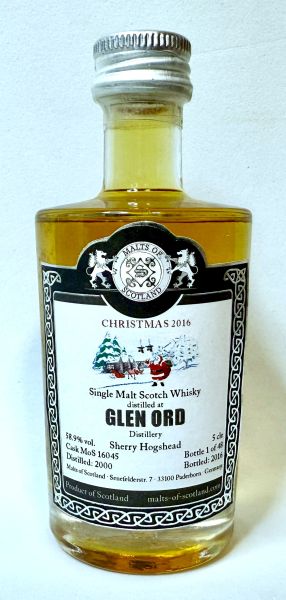 MALTS OF
S
SCOTLAND
CHRISTMAS 2016
Single Malt Scotch Whisky
distilled at
GLEN ORD
Distillery
58.9% vol. Sherry Hogshead 5 cle
Cask MoS 16045 Bottle 1 of 48
Distilled: 2000 Bottled: 2016
Malts of Scotland · Senefelderstr. 7 · 33100 Paderborn Germany
Product of Scotland malts-of-scotland.com